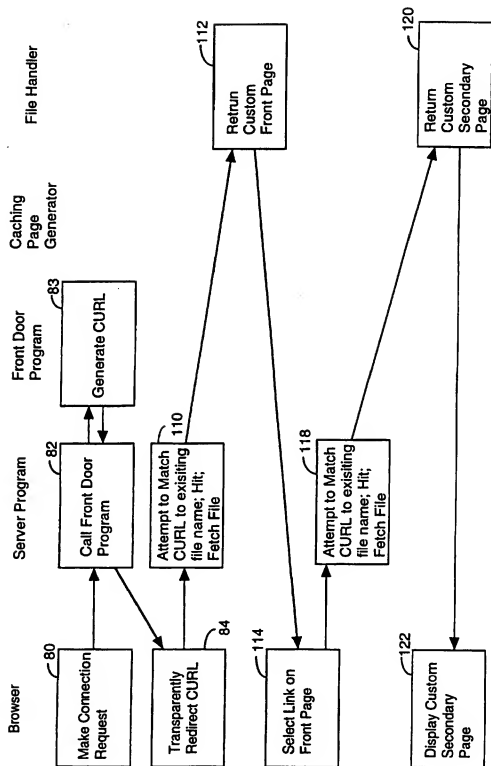 Browser
Server Program
Front Door
Program
Caching
Page
Generator
File Handler
80
Make Connection
Request
82
Call Front Door
Program
83
Generate CURL
84
Transparently
Redirect CURL
110
Attempt to Match
CURL to exisiting
file name; Hit;
Fetch File
112
Retrun
Custom
Front Page
114
Select Link on
Front Page
118
Attempt to Match
CURL to exisiting
file name; Hit;
Fetch File
120
Return
Custom
Secondary
Page
122
Display Custom
Secondary
Page